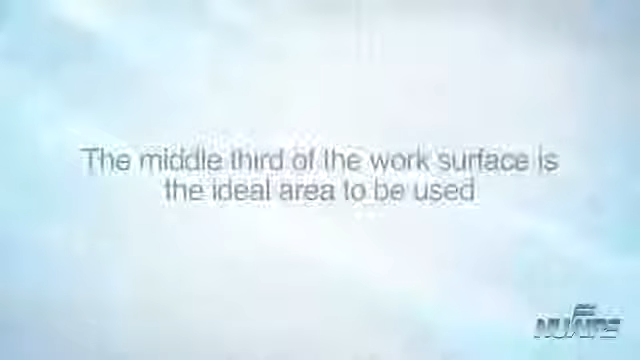 The middle third of the work surface is
the ideal area to be used
NUAIRE